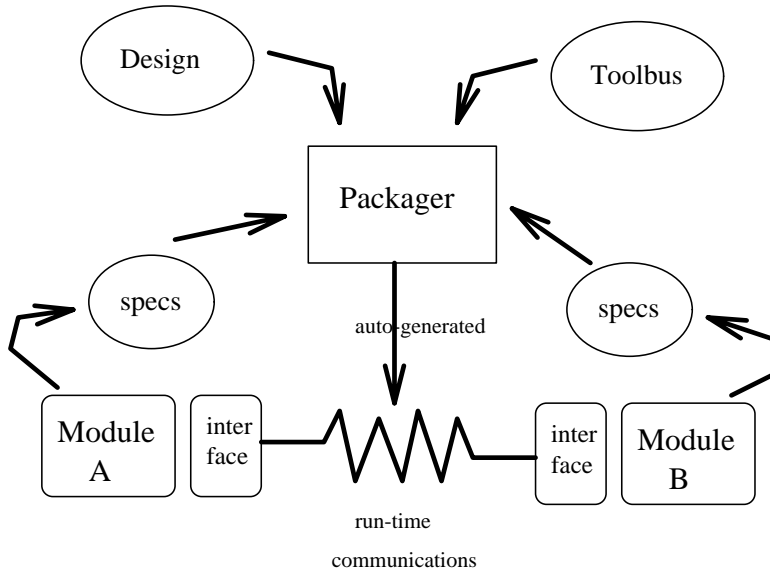 Design
Toolbus
Packager
specs
specs
auto-generated
Module
A
inter
face
inter
face
Module
B
run-time
communications